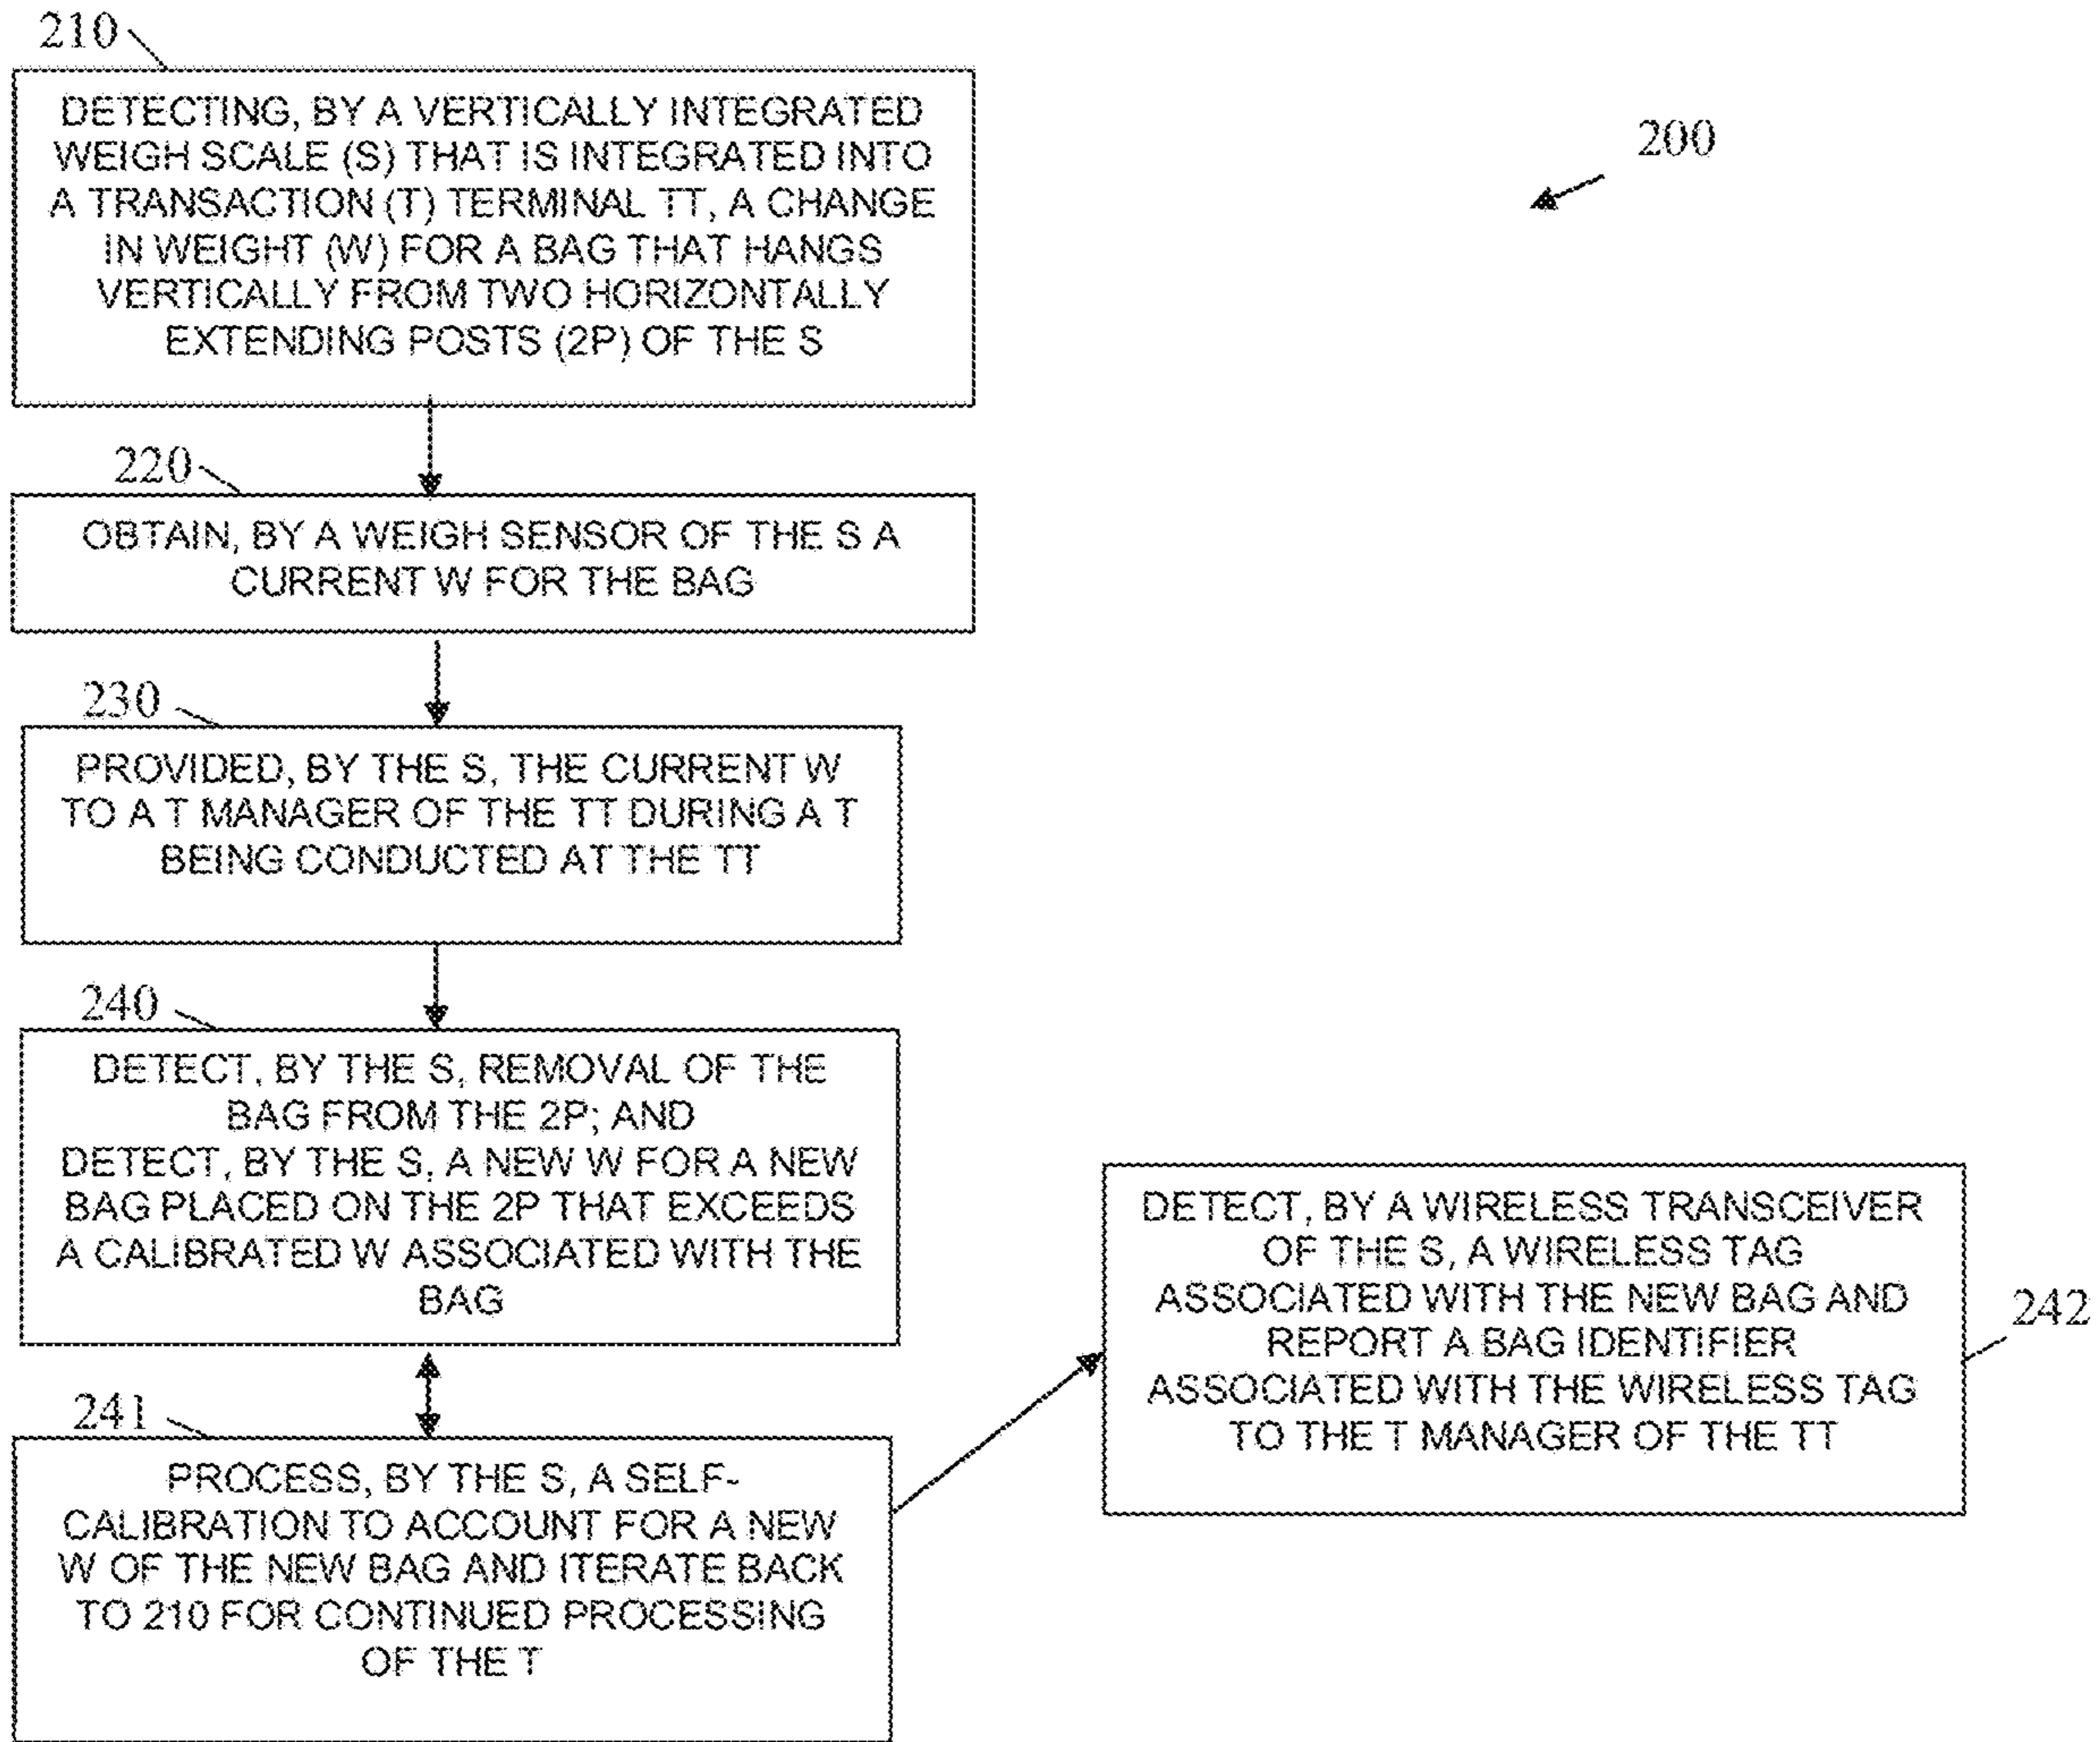 210
DETECTING, BY A VERTICALLY INTEGRATED
WEIGH SCALE (S) THAT IS INTEGRATED INTO
A TRANSACTION (T) TERMINAL TT, A CHANGE
IN WEIGHT (W) FOR A BAG THAT HANGS
VERTICALLY FROM TWO HORIZONTALLY
EXTENDING POSTS (2P) OF THE S
200
220
OBTAIN, BY A WEIGH SENSOR OF THE S A
CURRENT W FOR THE BAG
230
PROVIDED, BY THE S, THE CURRENT W
TO A T MANAGER OF THE TT DURING A T
BEING CONDUCTED AT THE TT
240
DETECT, BY THE S, REMOVAL OF THE
BAG FROM THE 2P; AND
DETECT, BY THE S, A NEW W FOR A NEW
BAG PLACED ON THE 2P THAT EXCEEDS
A CALIBRATED W ASSOCIATED WITH THE
BAG
241
PROCESS, BY THE S, A SELF-
CALIBRATION TO ACCOUNT FOR A NEW
W OF THE NEW BAG AND ITERATE BACK
TO 210 FOR CONTINUED PROCESSING
OF THE T
DETECT, BY A WIRELESS TRANSCEIVER
OF THE S, A WIRELESS TAG
ASSOCIATED WITH THE NEW BAG AND
REPORT A BAG IDENTIFIER
ASSOCIATED WITH THE WIRELESS TAG
TO THE T MANAGER OF THE TT
242